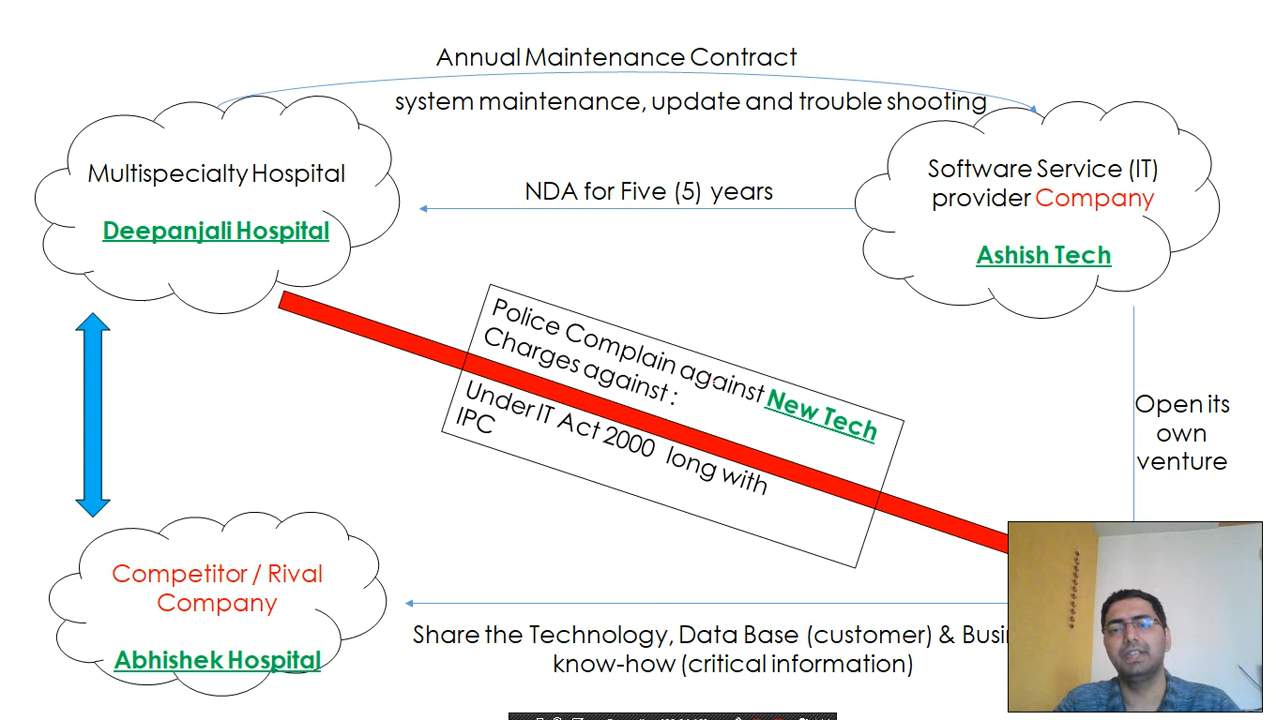 Annual Maintenance Contract
system maintenance, update and trouble shooting
Multispecialty Hospital
Deepanjali Hospital
NDA for Five (5) years
Software Service (IT)
provider Company
Ashish Tech
Police Complain against New Tech
Charges against :
Under IT Act 2000 long with
IPC
Open its
own
venture
Competitor / Rival
Company
Abhishek Hospital
Share the Technology, Data Base (customer) &
know-how (critical information)